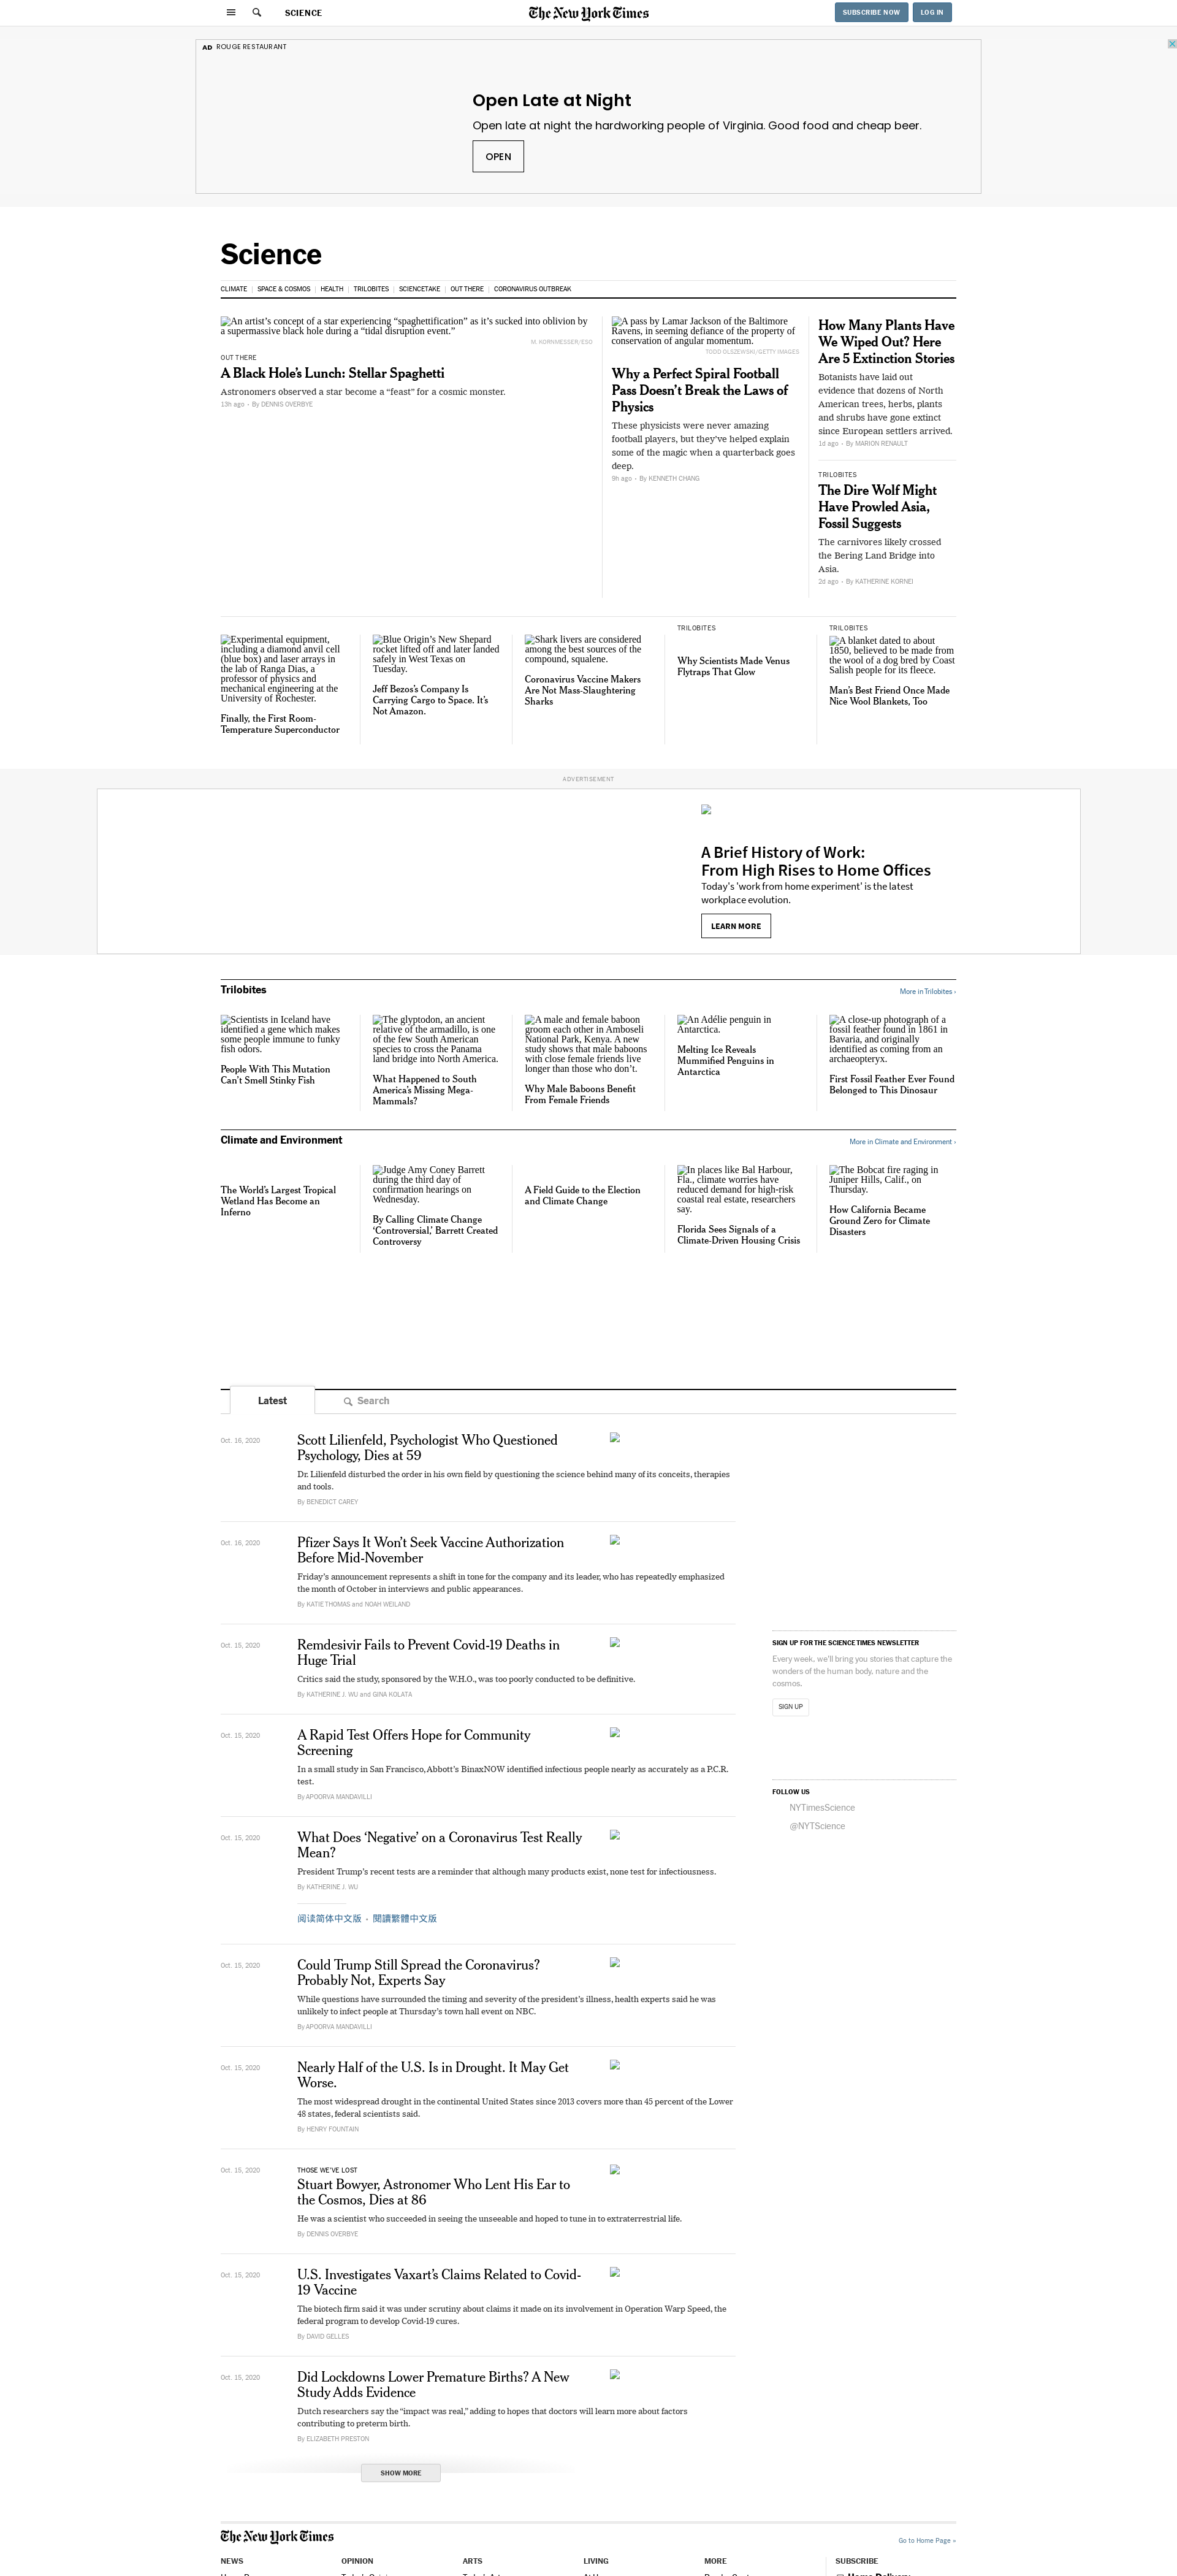 SCIENCE
The New York Times
SUBSCRIBE NOW
LOG IN
AD ROUGE RESTAURANT
Open Late at Night
Open late at night the hardworking people of Virginia. Good food and cheap beer.
OPEN
Science
CLIMATE
SPACE & COSMOS
HEALTH
TRILOBITES
SCIENCETAKE
OUT THERE
CORONAVIRUS OUTBREAK
An artist’s concept of a star experiencing “spaghettification” as it’s sucked into oblivion by
a supermassive black hole during a “tidal disruption event.”
M. KORNMESSER/ESO
OUT THERE
A Black Hole’s Lunch: Stellar Spaghetti
Astronomers observed a star become a “feast” for a cosmic monster.
13h ago · By DENNIS OVERBYE
A pass by Lamar Jackson of the Baltimore
Ravens, in seeming defiance of the property of
conservation of angular momentum.
TODD OLSZEWSKI/GETTY IMAGES
Why a Perfect Spiral Football
Pass Doesn’t Break the Laws of
Physics
These physicists were never amazing
football players, but they’ve helped explain
some of the magic when a quarterback goes
deep.
9h ago · By KENNETH CHANG
How Many Plants Have
We Wiped Out? Here
Are 5 Extinction Stories
Botanists have laid out
evidence that dozens of North
American trees, herbs, plants
and shrubs have gone extinct
since European settlers arrived.
1d ago · By MARION RENAULT
TRILOBITES
The Dire Wolf Might
Have Prowled Asia,
Fossil Suggests
The carnivores likely crossed
the Bering Land Bridge into
Asia.
2d ago · By KATHERINE KORNEI
Experimental equipment,
including a diamond anvil cell
(blue box) and laser arrays in
the lab of Ranga Dias, a
professor of physics and
mechanical engineering at the
University of Rochester.
Finally, the First Room-
Temperature Superconductor
Blue Origin’s New Shepard
rocket lifted off and later landed
safely in West Texas on
Tuesday.
Jeff Bezos’s Company Is
Carrying Cargo to Space. It’s
Not Amazon.
Shark livers are considered
among the best sources of the
compound, squalene.
Coronavirus Vaccine Makers
Are Not Mass-Slaughtering
Sharks
TRILOBITES
Why Scientists Made Venus
Flytraps That Glow
TRILOBITES
A blanket dated to about
1850, believed to be made from
the wool of a dog bred by Coast
Salish people for its fleece.
Man’s Best Friend Once Made
Nice Wool Blankets, Too
ADVERTISEMENT
A Brief History of Work:
From High Rises to Home Offices
Today's 'work from home experiment' is the latest
workplace evolution.
LEARN MORE
Trilobites
More in Trilobites ›
Scientists in Iceland have
identified a gene which makes
some people immune to funky
fish odors.
People With This Mutation
Can’t Smell Stinky Fish
The glyptodon, an ancient
relative of the armadillo, is one
of the few South American
species to cross the Panama
land bridge into North America.
What Happened to South
America’s Missing Mega-
Mammals?
A male and female baboon
groom each other in Amboseli
National Park, Kenya. A new
study shows that male baboons
with close female friends live
longer than those who don’t.
Why Male Baboons Benefit
From Female Friends
An Adélie penguin in
Antarctica.
Melting Ice Reveals
Mummified Penguins in
Antarctica
A close-up photograph of a
fossil feather found in 1861 in
Bavaria, and originally
identified as coming from an
archaeopteryx.
First Fossil Feather Ever Found
Belonged to This Dinosaur
Climate and Environment
More in Climate and Environment ›
The World’s Largest Tropical
Wetland Has Become an
Inferno
Judge Amy Coney Barrett
during the third day of
confirmation hearings on
Wednesday.
By Calling Climate Change
‘Controversial,’ Barrett Created
Controversy
A Field Guide to the Election
and Climate Change
In places like Bal Harbour,
Fla., climate worries have
reduced demand for high-risk
coastal real estate, researchers
say.
Florida Sees Signals of a
Climate-Driven Housing Crisis
The Bobcat fire raging in
Juniper Hills, Calif., on
Thursday.
How California Became
Ground Zero for Climate
Disasters
Latest
Search
Oct. 16, 2020
Scott Lilienfeld, Psychologist Who Questioned
Psychology, Dies at 59
Dr. Lilienfeld disturbed the order in his own field by questioning the science behind many of its conceits, therapies
and tools.
By BENEDICT CAREY
Oct. 16, 2020
Pfizer Says It Won’t Seek Vaccine Authorization
Before Mid-November
Friday’s announcement represents a shift in tone for the company and its leader, who has repeatedly emphasized
the month of October in interviews and public appearances.
By KATIE THOMAS and NOAH WEILAND
Oct. 15, 2020
Remdesivir Fails to Prevent Covid-19 Deaths in
Huge Trial
Critics said the study, sponsored by the W.H.O., was too poorly conducted to be definitive.
By KATHERINE J. WU and GINA KOLATA
Oct. 15, 2020
A Rapid Test Offers Hope for Community
Screening
In a small study in San Francisco, Abbott’s BinaxNOW identified infectious people nearly as accurately as a P.C.R.
test.
By APOORVA MANDAVILLI
Oct. 15, 2020
What Does ‘Negative’ on a Coronavirus Test Really
Mean?
President Trump’s recent tests are a reminder that although many products exist, none test for infectiousness.
By KATHERINE J. WU
阅读简体中文版 · 閱讀繁體中文版
Oct. 15, 2020
Could Trump Still Spread the Coronavirus?
Probably Not, Experts Say
While questions have surrounded the timing and severity of the president’s illness, health experts said he was
unlikely to infect people at Thursday’s town hall event on NBC.
By APOORVA MANDAVILLI
Oct. 15, 2020
Nearly Half of the U.S. Is in Drought. It May Get
Worse.
The most widespread drought in the continental United States since 2013 covers more than 45 percent of the Lower
48 states, federal scientists said.
By HENRY FOUNTAIN
Oct. 15, 2020
THOSE WE’VE LOST
Stuart Bowyer, Astronomer Who Lent His Ear to
the Cosmos, Dies at 86
He was a scientist who succeeded in seeing the unseeable and hoped to tune in to extraterrestrial life.
By DENNIS OVERBYE
Oct. 15, 2020
U.S. Investigates Vaxart’s Claims Related to Covid-
19 Vaccine
The biotech firm said it was under scrutiny about claims it made on its involvement in Operation Warp Speed, the
federal program to develop Covid-19 cures.
By DAVID GELLES
Oct. 15, 2020
Did Lockdowns Lower Premature Births? A New
Study Adds Evidence
Dutch researchers say the “impact was real,” adding to hopes that doctors will learn more about factors
contributing to preterm birth.
By ELIZABETH PRESTON
SHOW MORE
SIGN UP FOR THE SCIENCE TIMES NEWSLETTER
Every week, we'll bring you stories that capture the
wonders of the human body, nature and the
cosmos.
SIGN UP
FOLLOW US
NYTimesScience
@NYTScience
The New York Times
Go to Home Page »
NEWS
OPINION
ARTS
LIVING
MORE
SUBSCRIBE